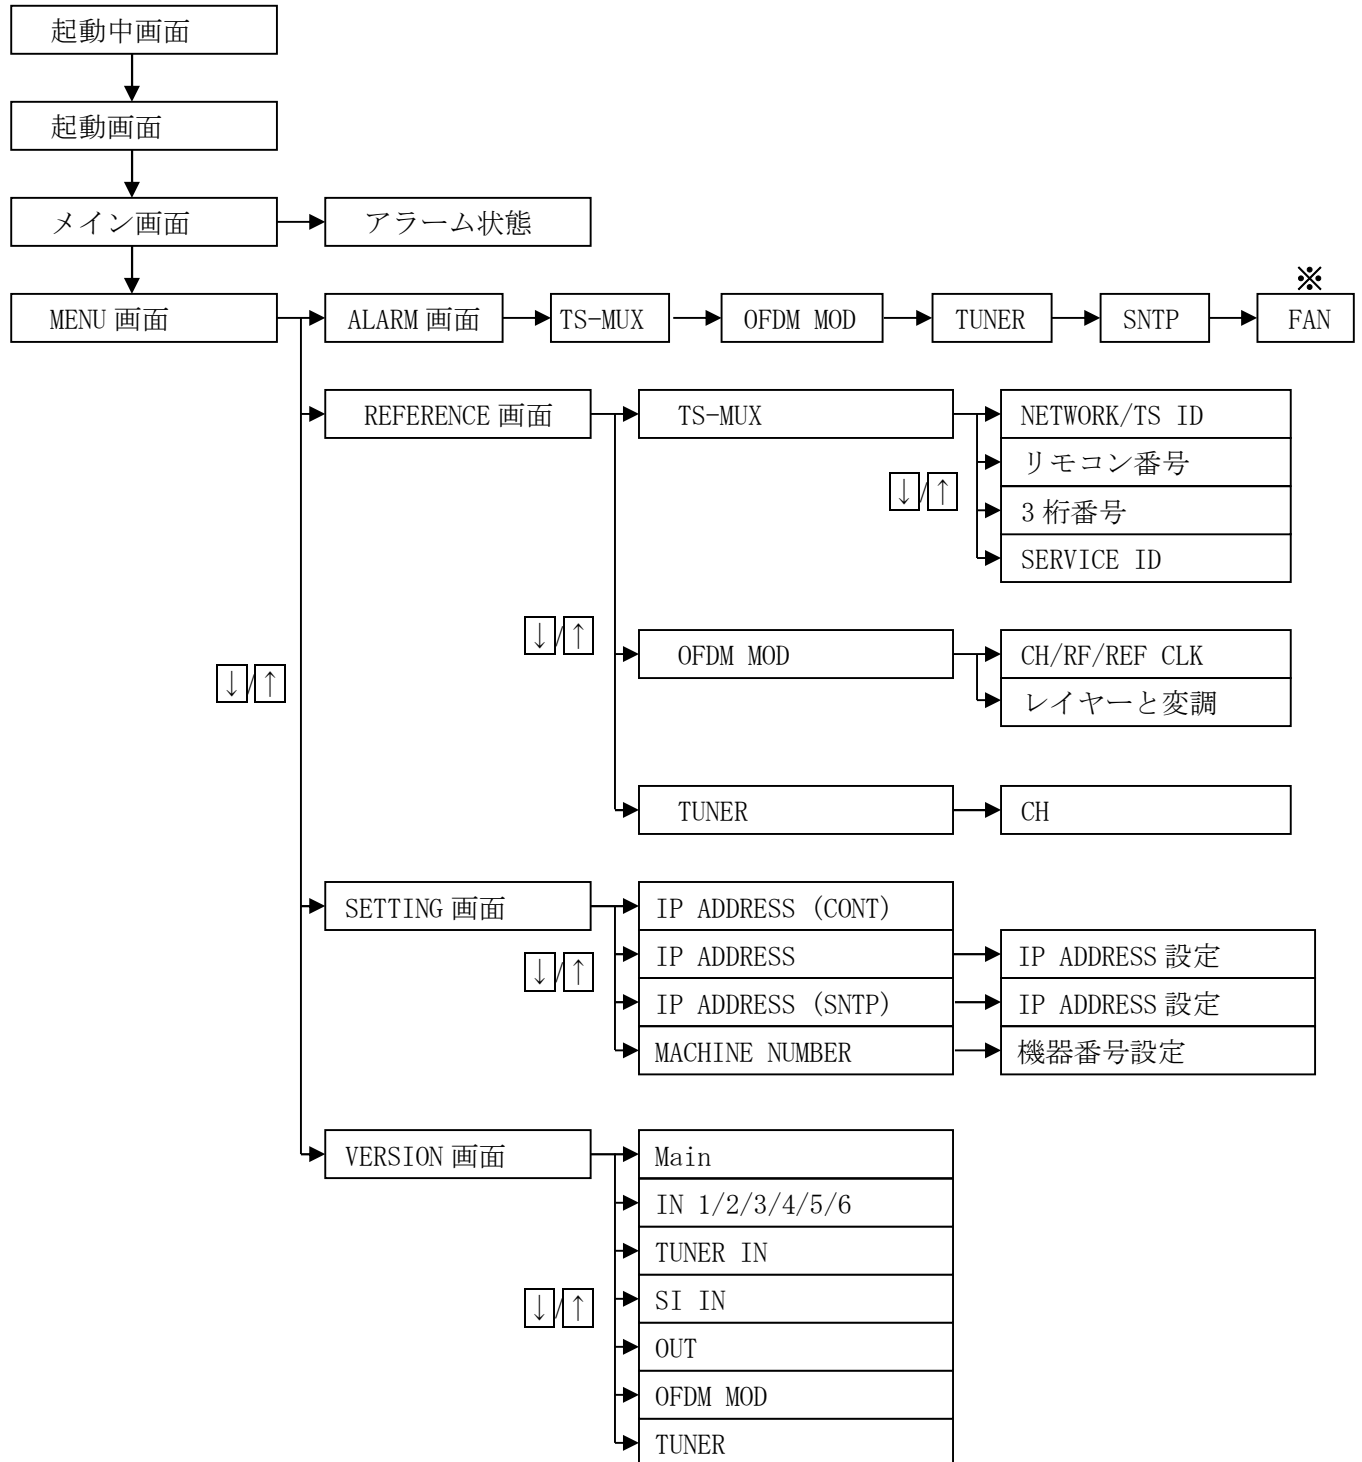 起動中画面
起動画面
メイン画面
アラーム状態
※
MENU 画面
ALARM 画面
TS-MUX
OFDM MOD
TUNER
SNTP
FAN
REFERENCE 画面
TS-MUX
NETWORK/TS ID
リモコン番号
↓/↑
3 桁番号
SERVICE ID
↓/↑
OFDM MOD
CH/RF/REF CLK
↓/↑
レイヤーと変調
TUNER
CH
SETTING 画面
IP ADDRESS (CONT)
↓/↑
IP ADDRESS
IP ADDRESS 設定
IP ADDRESS (SNTP)
IP ADDRESS 設定
MACHINE NUMBER
機器番号設定
VERSION 画面
Main
IN 1/2/3/4/5/6
TUNER IN
↓/↑
SI IN
OUT
OFDM MOD
TUNER